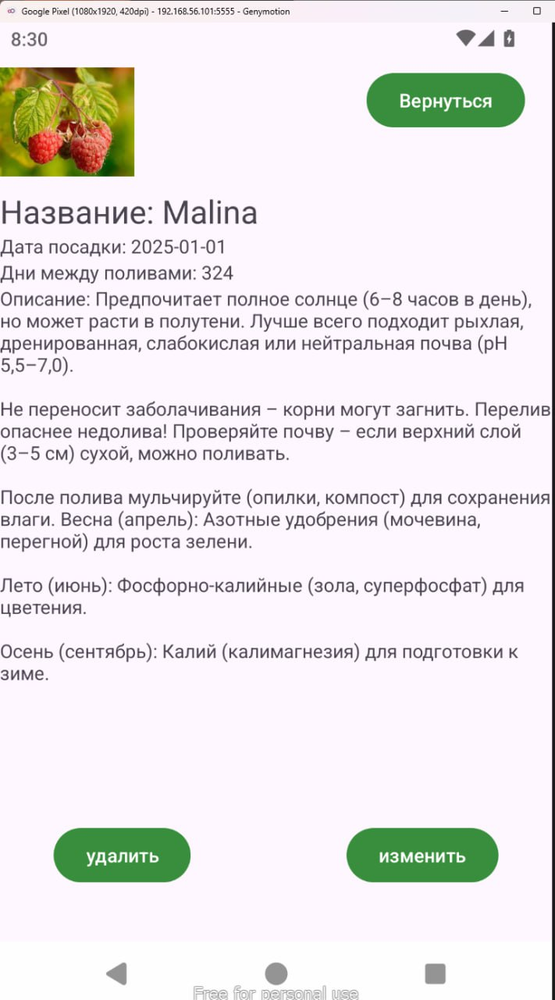 Google Pixel (1080x1920, 420dpi) - 192.168.56.101:5555 - Genymotion
8:30
Вернуться
Название: Malina
Дата посадки: 2025-01-01
Дни между поливами: 324
Описание: Предпочитает полное солнце (6–8 часов в день),
но может расти в полутени. Лучше всего подходит рыхлая,
дренированная, слабокислая или нейтральная почва (pH
5,5–7,0).
Не переносит заболачивания – корни могут загнить. Перелив
опаснее недолива! Проверяйте почву – если верхний слой
(3–5 см) сухой, можно поливать.
После полива мульчируйте (опилки, компост) для сохранения
влаги. Весна (апрель): Азотные удобрения (мочевина,
перегной) для роста зелени.
Лето (июнь): Фосфорно-калийные (зола, суперфосфат) для
цветения.
Осень (сентябрь): Калий (калимагнезия) для подготовки к
зиме.
удалить
изменить
Free for personal use